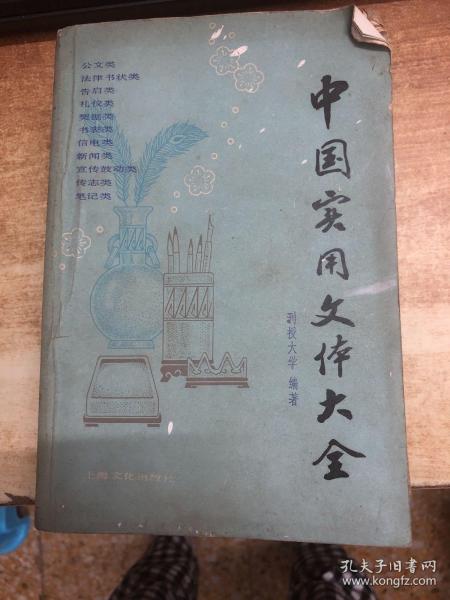 公文类
法律书状类
告启类
礼仪类
契据类
书表类
信电类
新闻类
宣传鼓动类
传志类
笔记类
中国实用文体大全
刊授大学 编著
上海文化出版社
孔夫子旧书网
www.kongfz.com